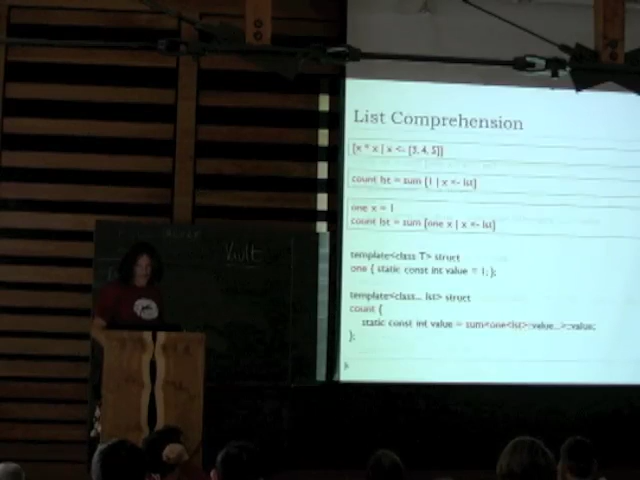 List Comprehension
[x * x | x <- [3, 4, 5]]
count lst = sum [1 | x <- lst]
one x = 1
count lst = sum [one x | x <- lst]
template<class T> struct
one { static const int value = 1; };
template<class... lst> struct
count {
static const int value = sum<one<lst>::value...>::value;
};
Vault